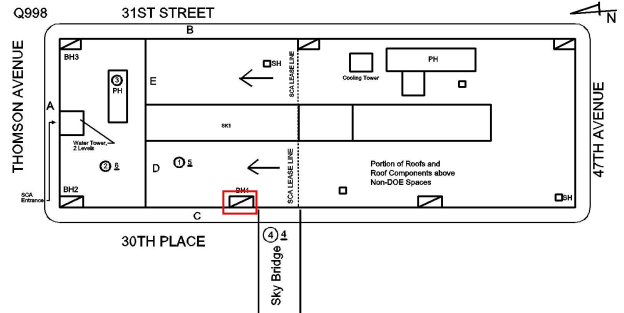 Q998
31ST STREET
N
B
BH3
SH
PH
3
PH
E
SCA LEASE LINE
Cooling Tower
THOMSON AVENUE
A
SK1
47TH AVENUE
Water Tower,
2 Levels
2 6
1 5
D
SCA LEASE LINE
Portion of Roofs and
Roof Components above
Non-DOE Spaces
SCA
Entrance
BH2
BH1
SH
C
30TH PLACE
4 4
Sky Bridge